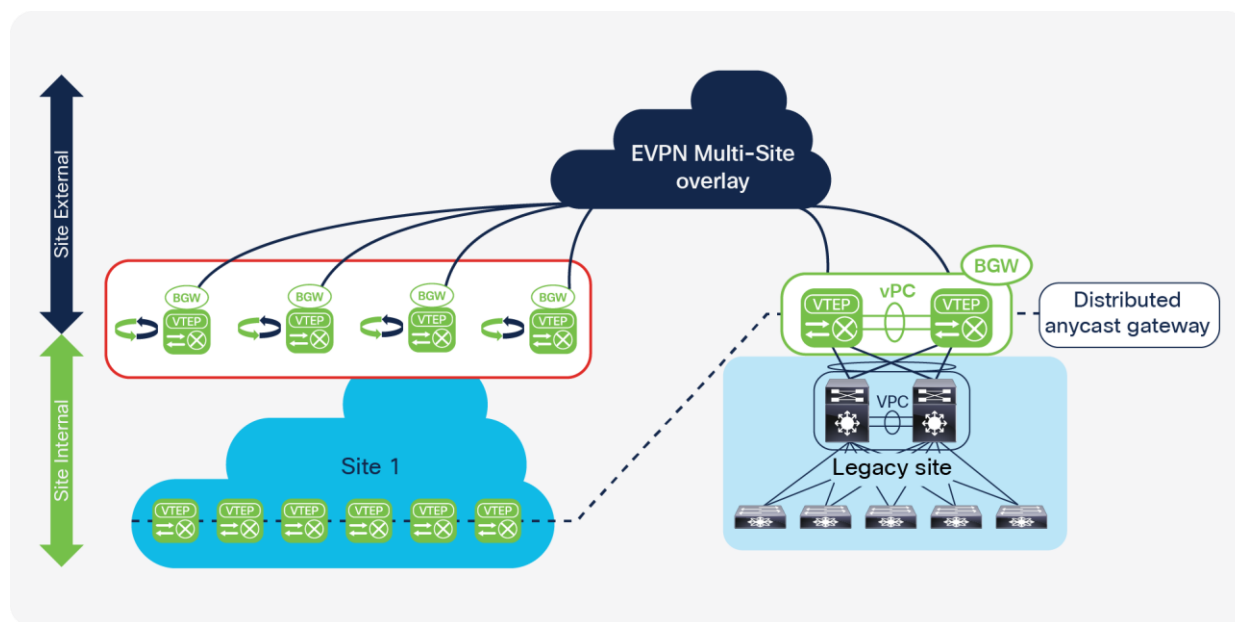 Site External
Site Internal
EVPN Multi-Site
overlay
BGW
BGW
BGW
BGW
VTEP
VTEP
VTEP
VTEP
BGW
VTEP
vPC
VTEP
Distributed
anycast gateway
VPC
Site 1
Legacy site
VTEP
VTEP
VTEP
VTEP
VTEP
VTEP